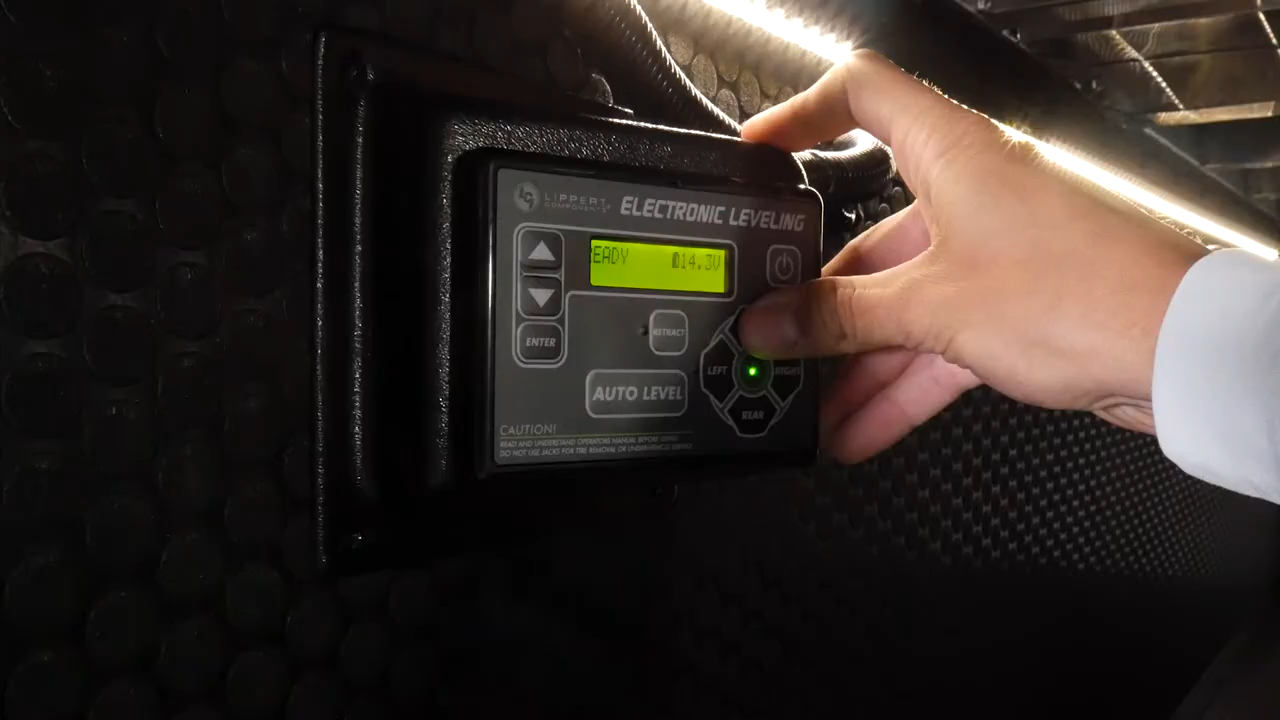 LIPPERT
COMPONENTS
ELECTRONIC LEVELING
EADY 14.3V
ENTER
RETRACT
LEFT
RIGHT
AUTO LEVEL
REAR
CAUTION!
READ AND UNDERSTAND OPERATORS MANUAL BEFORE USING
DO NOT USE JACKS FOR TIRE REMOVAL OR UNDERVEHICLE SERVICE